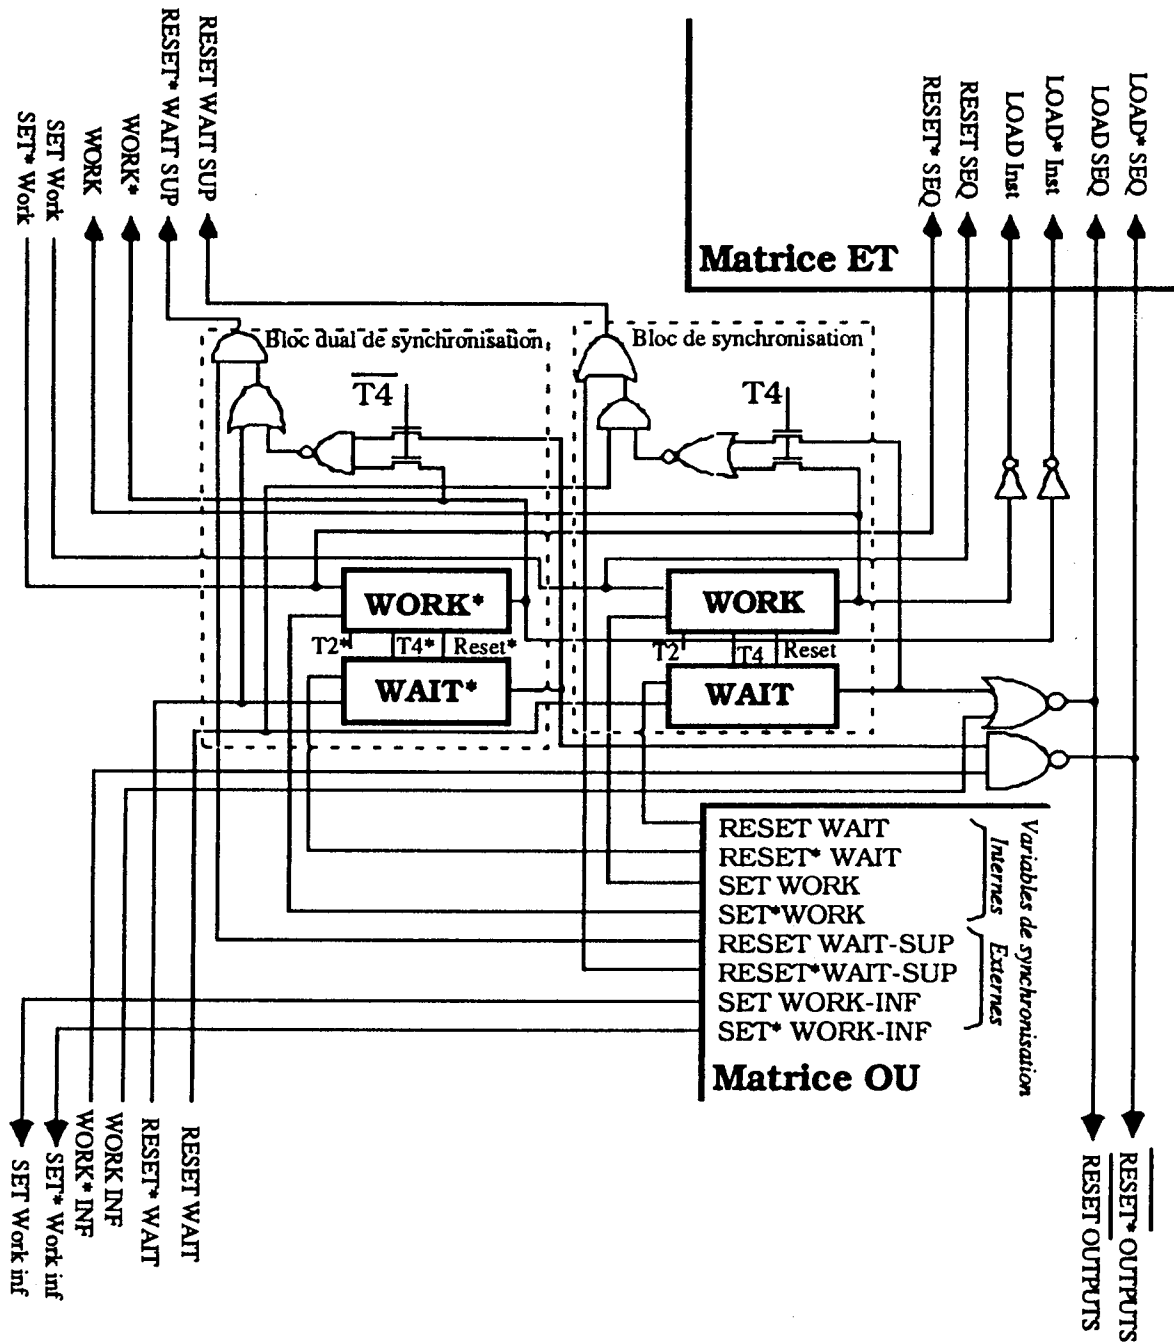 SET* Work
SET Work
WORK
WORK*
RESET* WAIT SUP
RESET WAIT SUP
RESET* SEQ
RESET SEQ
LOAD Inst
LOAD* Inst
LOAD SEQ
LOAD* SEQ
Matrice ET
Bloc dual de synchronisation
Bloc de synchronisation
T4
T4
WORK*
WORK
T2*
T4*
Reset*
T2
T4
Reset
WAIT*
WAIT
RESET WAIT
RESET* WAIT
SET WORK
SET*WORK
RESET WAIT-SUP
RESET*WAIT-SUP
SET WORK-INF
SET* WORK-INF
Internes
Externes
Variables de synchronisation
Matrice OU
SET Work inf
SET* Work inf
WORK* INF
WORK INF
RESET* WAIT
RESET WAIT
RESET OUTPUTS
RESET* OUTPUTS